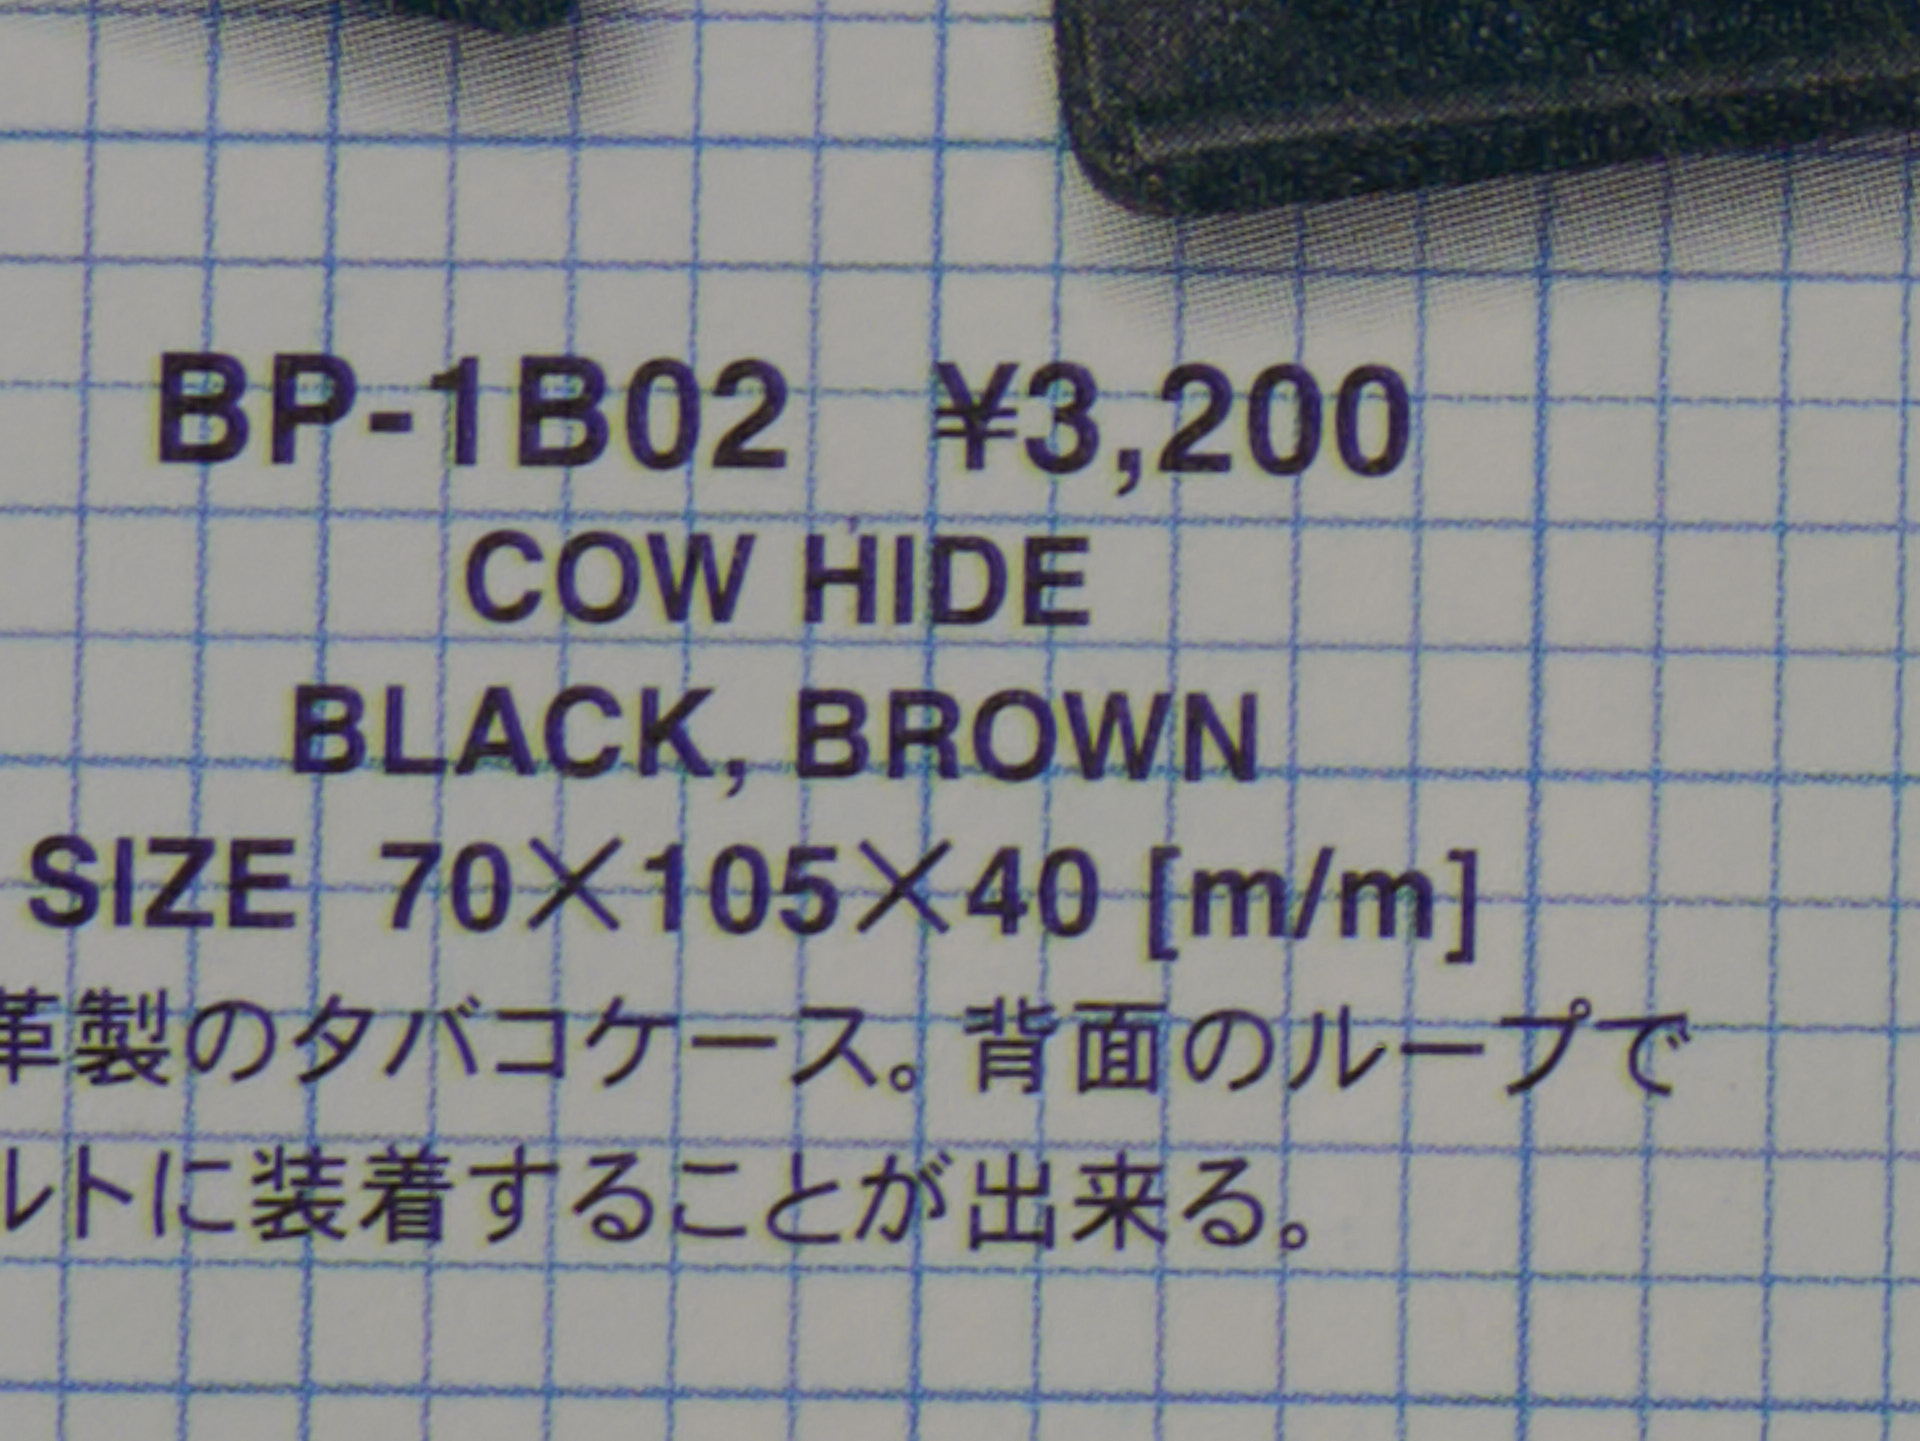 BP-1B02 ¥3,200
COW HIDE
BLACK, BROWN
SIZE 70×105×40 [m/m]
革製のタバコケース。背面のループで
ルトに装着することが出来る。